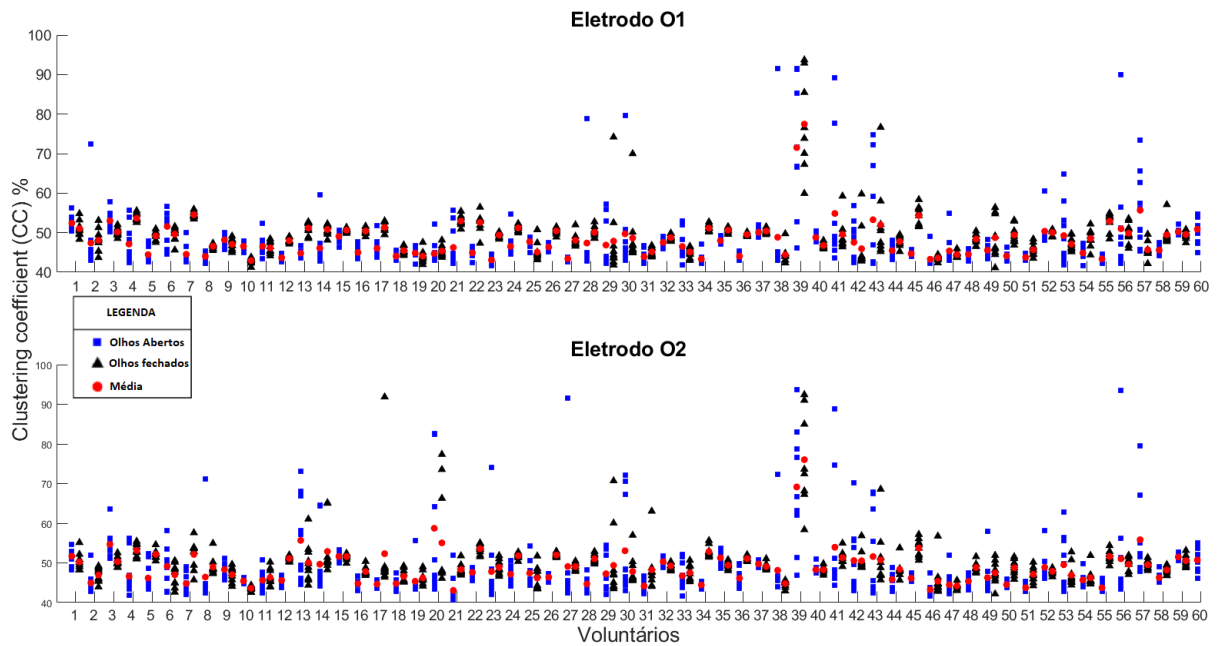 Eletrodo O1
Clustering coefficient (CC) %
100
90
80
70
60
50
40
1 2 3 4 5 6 7 8 9 10 11 12 13 14 15 16 17 18 19 20 21 22 23 24 25 26 27 28 29 30 31 32 33 34 35 36 37 38 39 40 41 42 43 44 45 46 47 48 49 50 51 52 53 54 55 56 57 58 59 60
LEGENDA
Olhos Abertos
Olhos fechados
Média
Eletrodo O2
100
90
80
70
60
50
40
1 2 3 4 5 6 7 8 9 10 11 12 13 14 15 16 17 18 19 20 21 22 23 24 25 26 27 28 29 30 31 32 33 34 35 36 37 38 39 40 41 42 43 44 45 46 47 48 49 50 51 52 53 54 55 56 57 58 59 60
Voluntários